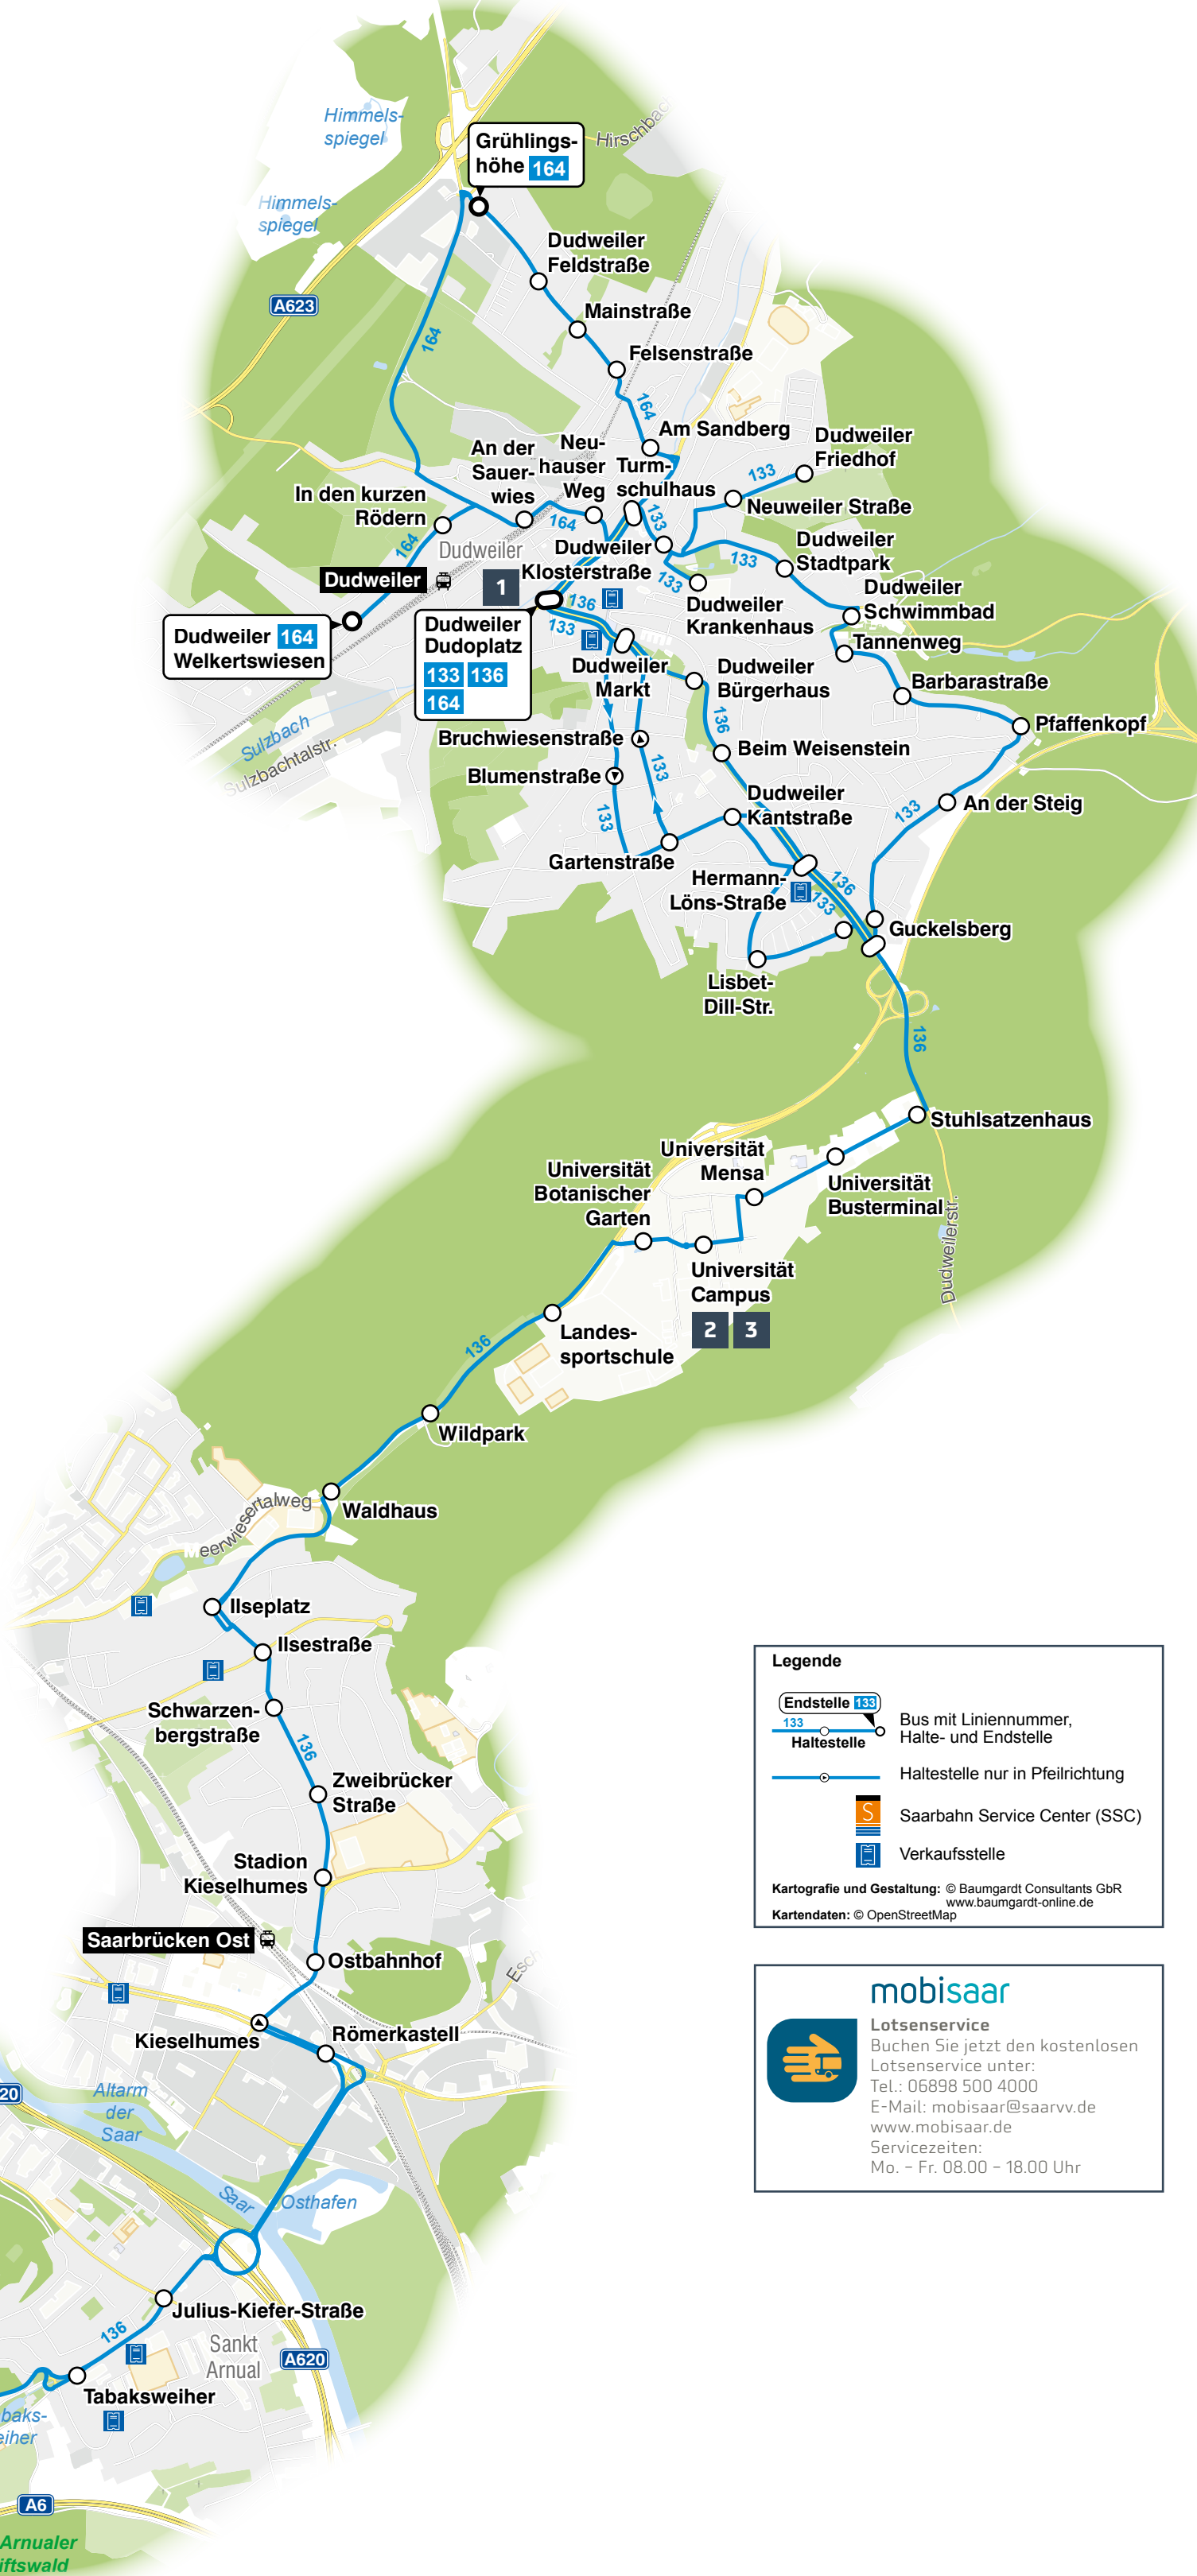 Himmels-
spiegel
Hirschbac
Grühlings-
höhe 164
Himmels-
spiegel
Dudweiler
Feldstraße
A623
Mainstraße
164
Felsenstraße
164
Am Sandberg
Dudweiler
Friedhof
An der
Sauer-
wies
Neu-
hauser
Weg
Turm-
schulhaus
133
In den kurzen
Rödern
Neuweiler Straße
164
133
164
Dudweiler
Dudweiler
Klosterstraße
133
Dudweiler
Stadtpark
Dudweiler
1
133
Dudweiler
Krankenhaus
Dudweiler
Schwimmbad
136
133
Dudweiler 164
Welkertswiesen
Dudweiler
Dudoplatz
133 136
164
Tannenweg
Dudweiler
Markt
Dudweiler
Bürgerhaus
Barbarastraße
Pfaffenkopf
136
Sulzbach
Sulzbachtalstr.
Bruchwiesenstraße
Beim Weisenstein
Blumenstraße
133
133
Dudweiler
Kantstraße
133
An der Steig
Gartenstraße
Hermann-
Löns-Straße
136
133
Guckelsberg
Lisbet-
Dill-Str.
136
Stuhlsatzenhaus
Universität
Mensa
Universität
Botanischer
Garten
Universität
Busterminal
Dudweilerstr.
Universität
Campus
2 3
Landes-
sportschule
136
Wildpark
Meerwiesertalweg
Waldhaus
Ilseplatz
Ilsestraße
Schwarzen-
bergstraße
136
Zweibrücker
Straße
Stadion
Kieselhumes
Saarbrücken Ost
Ostbahnhof
Esch
Kieselhumes
Römerkastell
20
Altarm
der
Saar
Saar
Osthafen
Julius-Kiefer-Straße
136
Sankt
Arnual
A620
Tabaksweiher
baks-
eiher
A6
Arnualer
iftswald
Legende
Endstelle 133
133
Haltestelle
Bus mit Liniennummer,
Halte- und Endstelle
Haltestelle nur in Pfeilrichtung
S
Saarbahn Service Center (SSC)
Verkaufsstelle
Kartografie und Gestaltung: © Baumgardt Consultants GbR
www.baumgardt-online.de
Kartendaten: © OpenStreetMap
mobisaar
Lotsenservice
Buchen Sie jetzt den kostenlosen
Lotsenservice unter:
Tel.: 06898 500 4000
E-Mail: mobisaar@saarvv.de
www.mobisaar.de
Servicezeiten:
Mo. – Fr. 08.00 – 18.00 Uhr